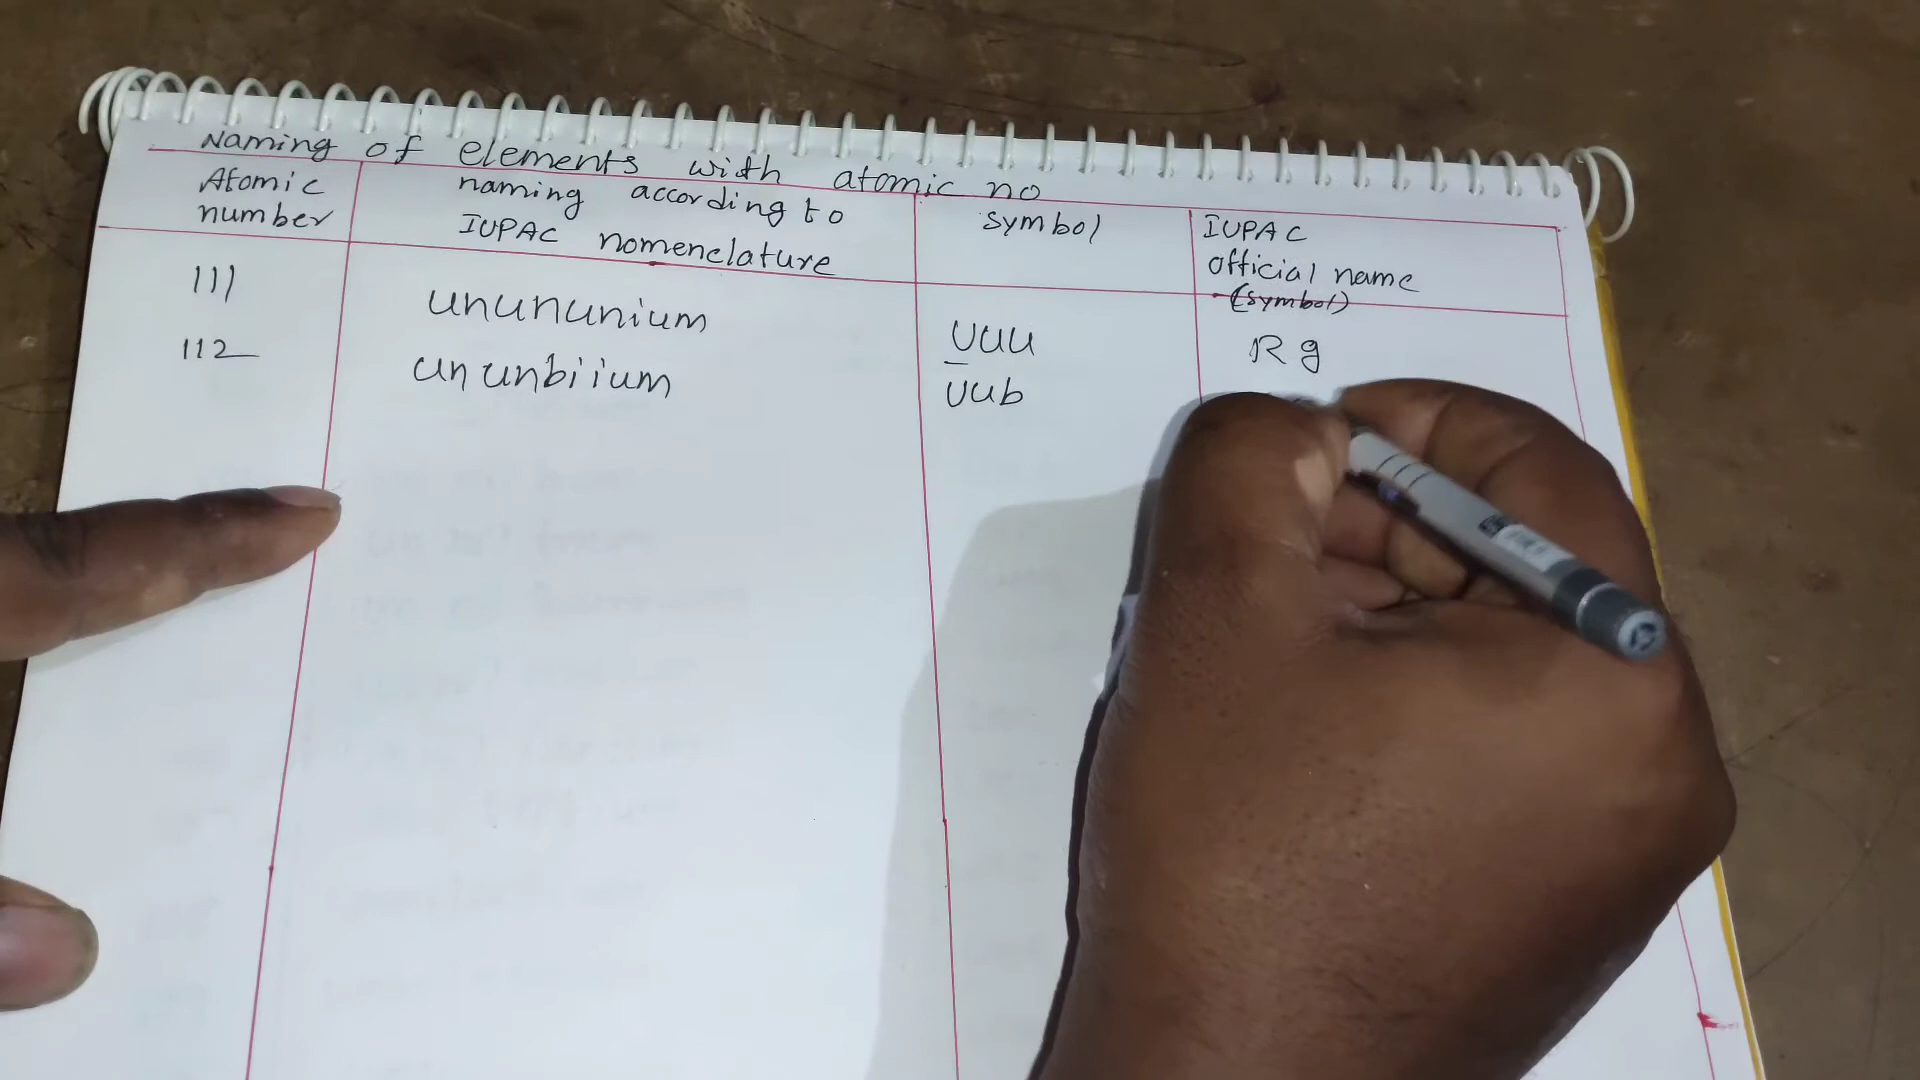 Naming of elements with atomic no
Atomic
number
naming according to
IUPAC nomenclature
symbol
IUPAC
official name
(symbol)
111
unununium
Uuu
Rg
112
ununbiium
Uub